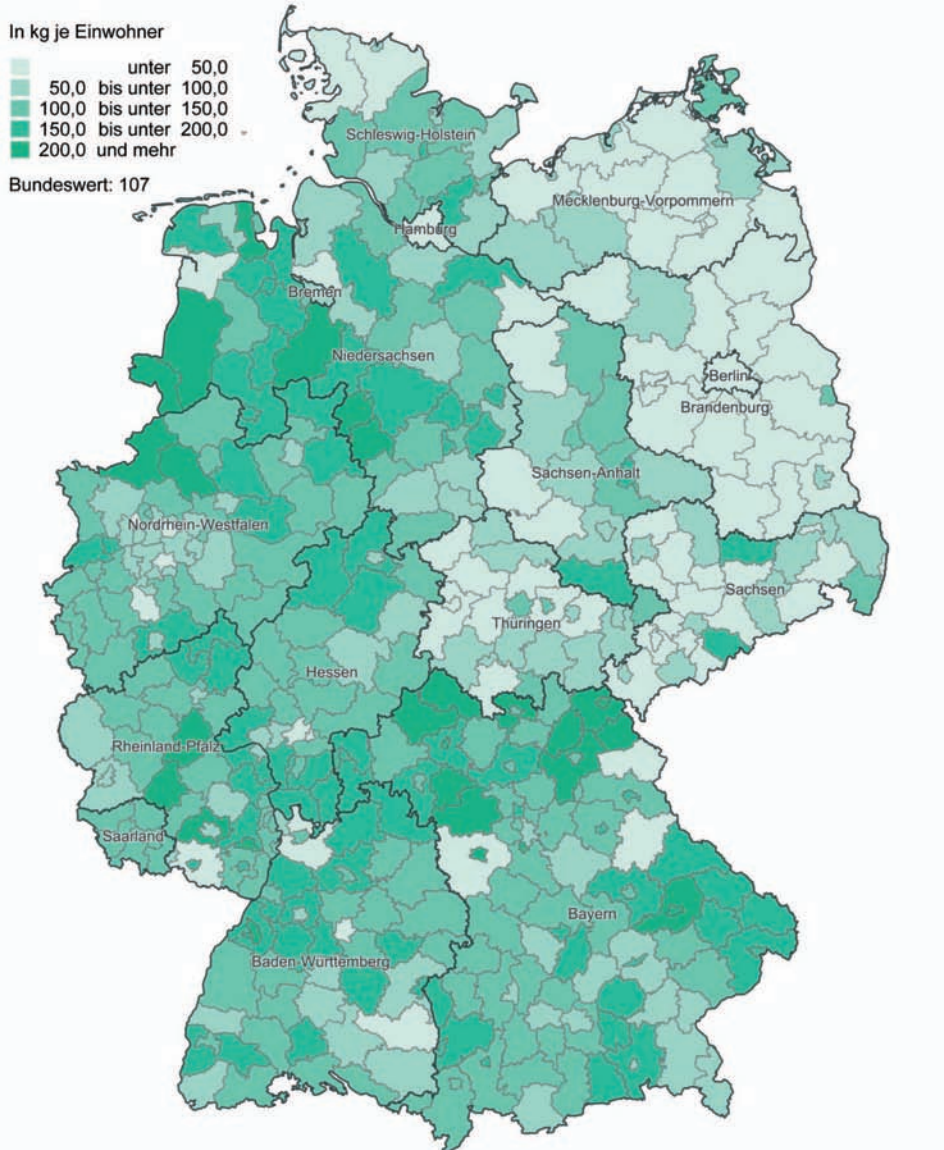 In kg je Einwohner
unter 50,0
50,0 bis unter 100,0
100,0 bis unter 150,0
150,0 bis unter 200,0
200,0 und mehr
Bundeswert: 107
Schleswig-Holstein
Mecklenburg-Vorpommern
Hamburg
Bremen
Niedersachsen
Berlin
Brandenburg
Sachsen-Anhalt
Nordrhein-Westfalen
Sachsen
Thüringen
Hessen
Rheinland-Pfalz
Saarland
Bayern
Baden-Württemberg